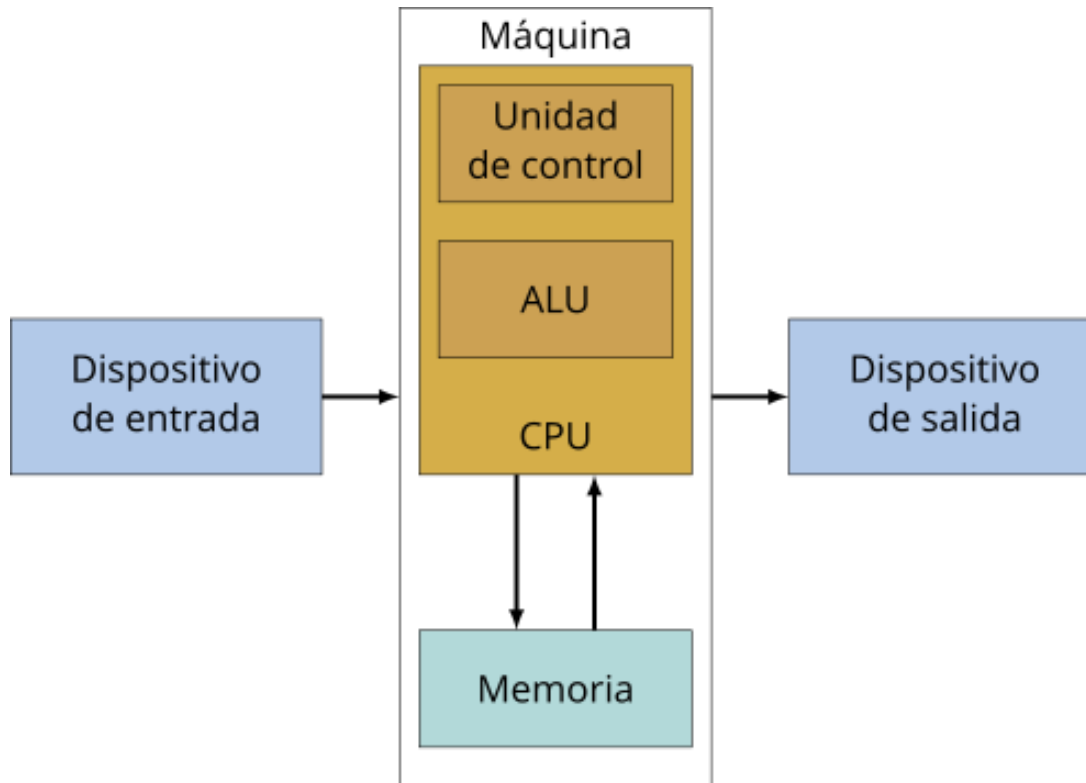 Máquina
Unidad
de control
ALU
CPU
Dispositivo
de entrada
Dispositivo
de salida
Memoria